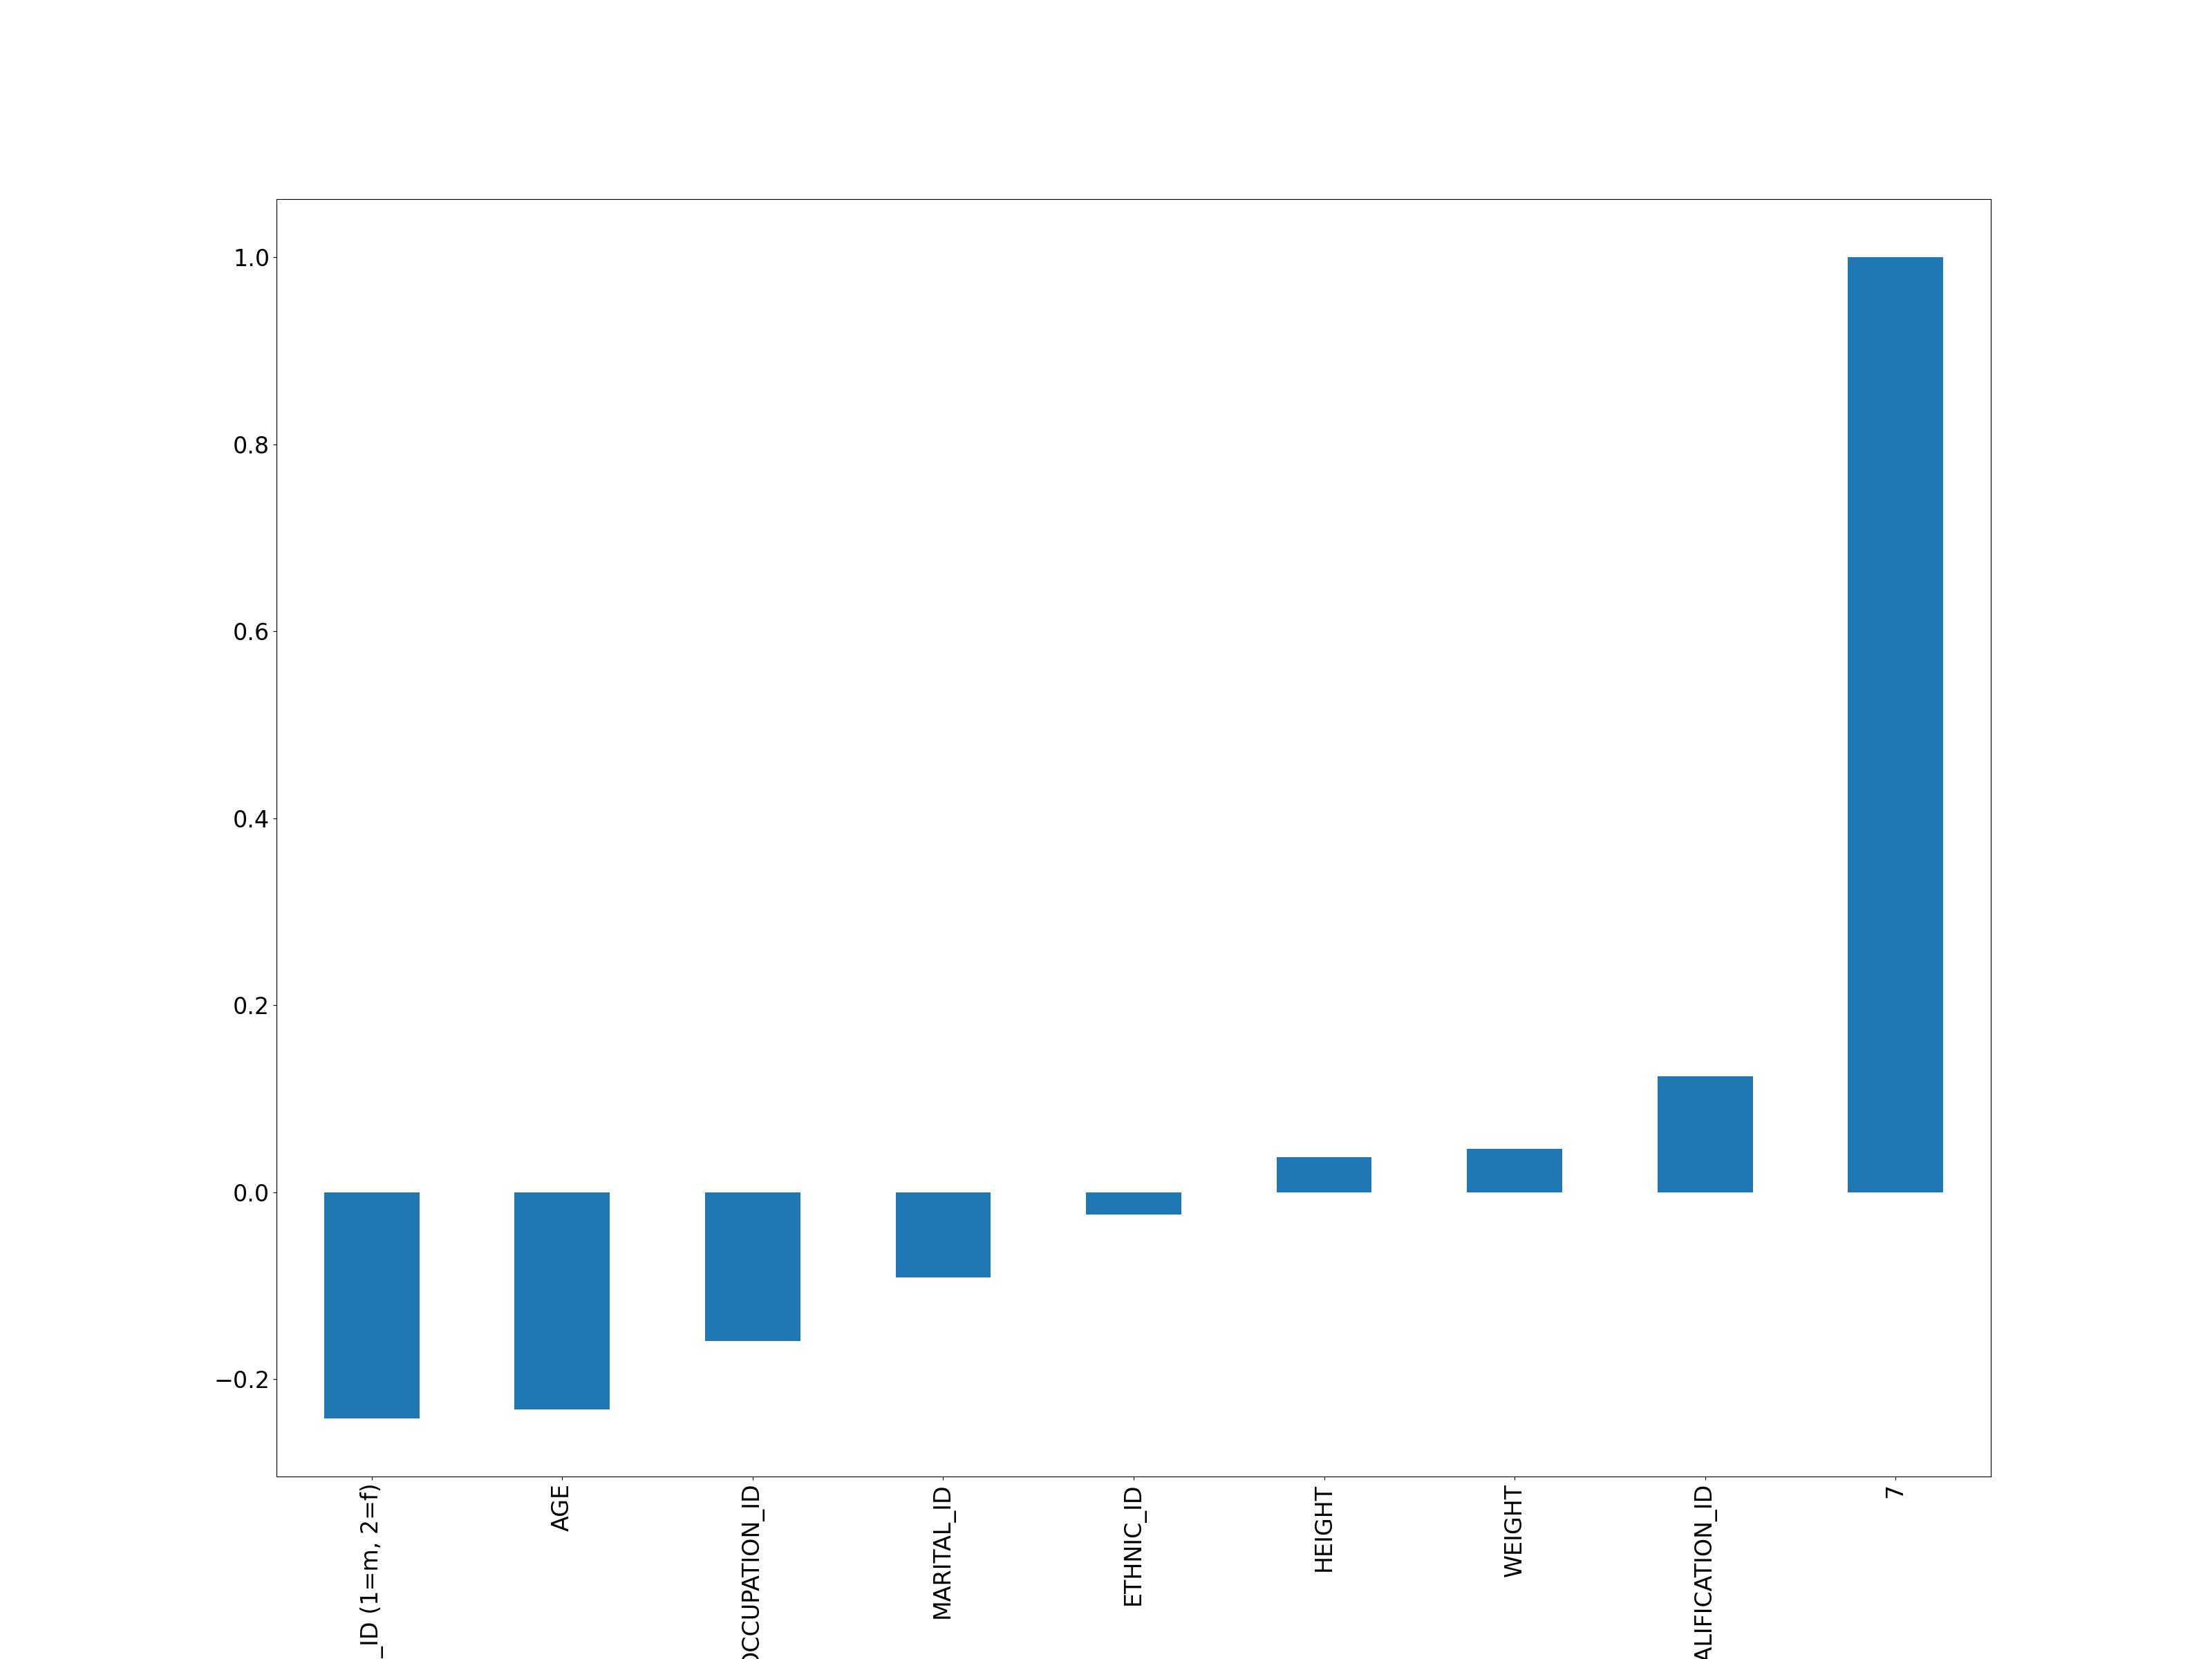 1.0
0.8
0.6
0.4
0.2
0.0
−0.2
_ID (1=m, 2=f)
AGE
OCCUPATION_ID
MARITAL_ID
ETHNIC_ID
HEIGHT
WEIGHT
ALIFICATION_ID
7